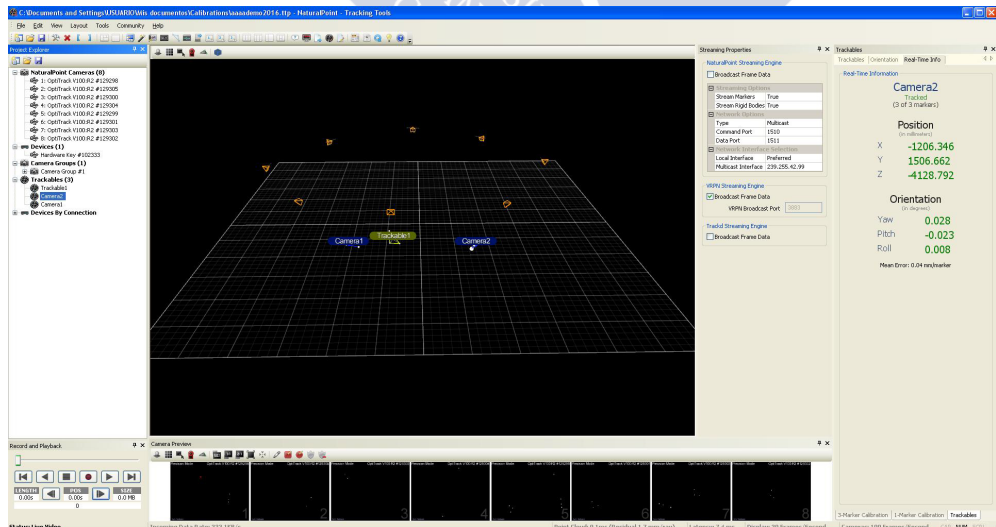 C:\Documents and Settings\USUARIO\Mis documentos\Calibrations\aaaademo2016.ttp - NaturalPoint - Tracking Tools
File Edit View Layout Tools Community Help
Project Explorer
NaturalPoint Cameras (8)
1: OptiTrack V100:R2 #129298
2: OptiTrack V100:R2 #129305
3: OptiTrack V100:R2 #129300
4: OptiTrack V100:R2 #129304
5: OptiTrack V100:R2 #129299
6: OptiTrack V100:R2 #129301
7: OptiTrack V100:R2 #129303
8: OptiTrack V100:R2 #129302
Devices (1)
Hardware Key #102333
Camera Groups (1)
Camera Group #1
Trackables (3)
Trackable1
Camera2
Camera1
Devices By Connection
Camera1
Trackable1
Camera2
Streaming Properties
NaturalPoint Streaming Engine
Broadcast Frame Data
Streaming Options
Stream Markers True
Stream Rigid Bodies True
Network Options
Type Multicast
Command Port 1510
Data Port 1511
Network Interface Selection
Local Interface Preferred
Multicast Interface 239.255.42.99
VRPN Streaming Engine
Broadcast Frame Data
VRPN Broadcast Port 3883
Trackd Streaming Engine
Broadcast Frame Data
Trackables
Trackables Orientation Real-Time Info
Real-Time Information
Camera2
Tracked
(3 of 3 markers)
Position
(in millimeters)
X -1206.346
Y 1506.662
Z -4128.792
Orientation
(in degrees)
Yaw 0.028
Pitch -0.023
Roll 0.008
Mean Error: 0.04 mm/marker
Record and Playback
LENGTH POS SIZE
0.00s 0.00s 0.0 MB
0
Camera Preview
1 2 3 4 5 6 7 8
3-Marker Calibration 1-Marker Calibration Trackables
Status: Live Video